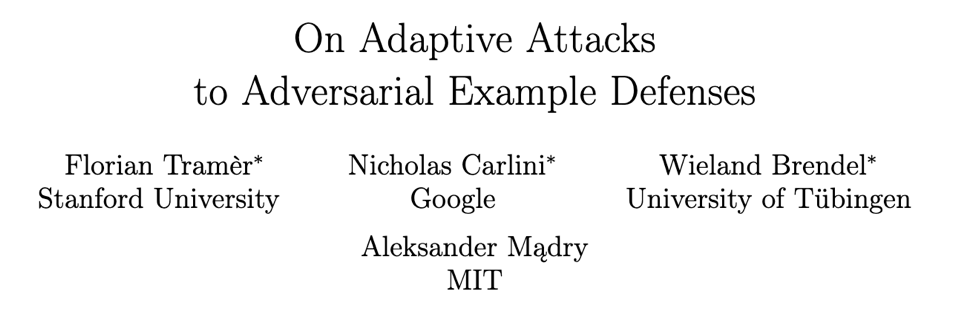 On Adaptive Attacks
to Adversarial Example Defenses
Florian Tramèr* Nicholas Carlini* Wieland Brendel*
Stanford University Google University of Tübingen
Aleksander Mądry
MIT